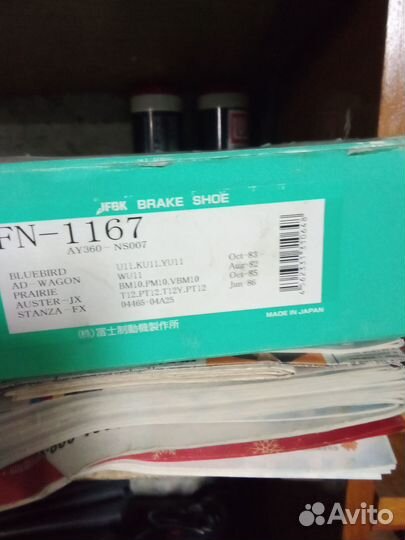 JFBK BRAKE SHOE
FN-1167
AY360-NS007
BLUEBIRD U11.KU11.YU11 Oct-83
AD-WAGON WU11 Aug-82
PRAIRIE BM10.PM10.VBM10 Oct-85
AUSTER-JX T12.PT12.T12Y.PT12 Jun-86
STANZA-FX 04465-04A25
MADE IN JAPAN
(株)富士制動機製作所
Avito